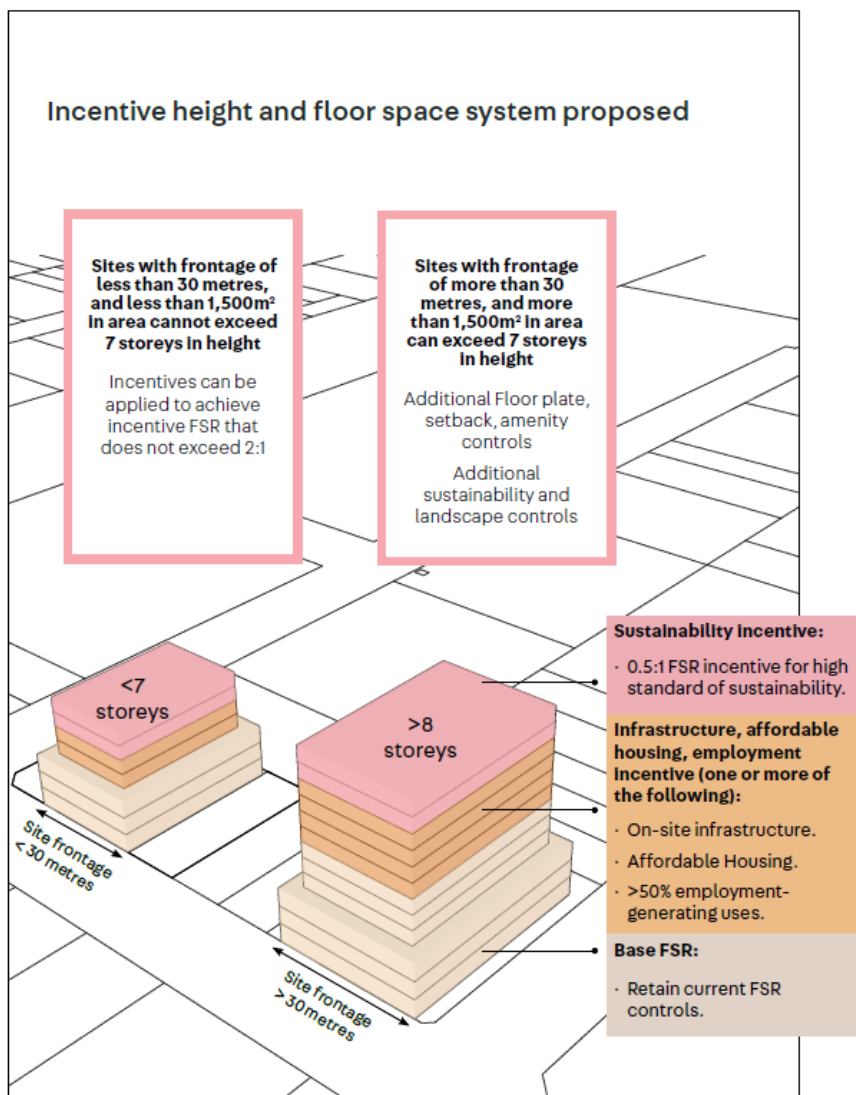 Incentive height and floor space system proposed
Sites with frontage of
less than 30 metres,
and less than 1,500m²
in area cannot exceed
7 storeys in height
Incentives can be
applied to achieve
incentive FSR that
does not exceed 2:1
Sites with frontage
of more than 30
metres, and more
than 1,500m² in area
can exceed 7 storeys
in height
Additional Floor plate,
setback, amenity
controls
Additional
sustainability and
landscape controls
<7
storeys
>8
storeys
Site frontage
< 30 metres
Site frontage
> 30 metres
Sustainability Incentive:
· 0.5:1 FSR incentive for high
standard of sustainability.
Infrastructure, affordable
housing, employment
incentive (one or more of
the following):
· On-site infrastructure.
· Affordable Housing.
· >50% employment-
generating uses.
Base FSR:
· Retain current FSR
controls.